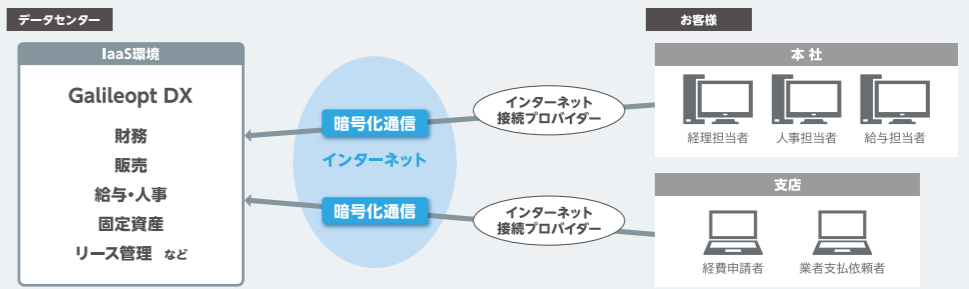 データセンター
IaaS環境
Galileopt DX
財務
販売
給与・人事
固定資産
リース管理 など
暗号化通信
インターネット
暗号化通信
インターネット
接続プロバイダー
インターネット
接続プロバイダー
お客様
本 社
経理担当者 人事担当者 給与担当者
支店
経費申請者 業者支払依頼者